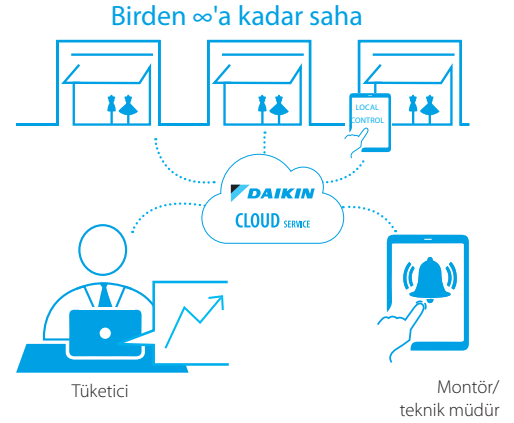 Birden ∞'a kadar saha
LOCAL
CONTROL
DAIKIN
CLOUD SERVICE
Tüketici
Montör/
teknik müdür